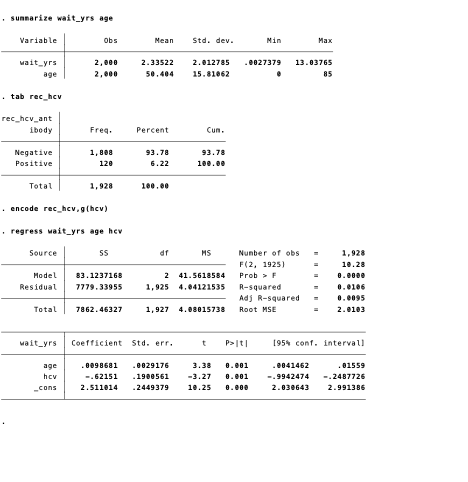 . summarize wait_yrs age
Variable Obs Mean Std. dev. Min Max
wait_yrs 2,000 2.33522 2.012785 .0027379 13.03765
age 2,000 50.404 15.81062 0 85
. tab rec_hcv
rec_hcv_ant
ibody Freq. Percent Cum.
Negative 1,808 93.78 93.78
Positive 120 6.22 100.00
Total 1,928 100.00
. encode rec_hcv,g(hcv)
. regress wait_yrs age hcv
Source SS df MS Number of obs = 1,928
F(2, 1925) = 10.28
Model 83.1237168 2 41.5618584 Prob > F = 0.0000
Residual 7779.33955 1,925 4.04121535 R-squared = 0.0106
Adj R-squared = 0.0095
Total 7862.46327 1,927 4.08015738 Root MSE = 2.0103
wait_yrs Coefficient Std. err. t P>|t| [95% conf. interval]
age .0098681 .0029176 3.38 0.001 .0041462 .01559
hcv -.62151 .1900561 -3.27 0.001 -.9942474 -.2487726
_cons 2.511014 .2449379 10.25 0.000 2.030643 2.991386
.